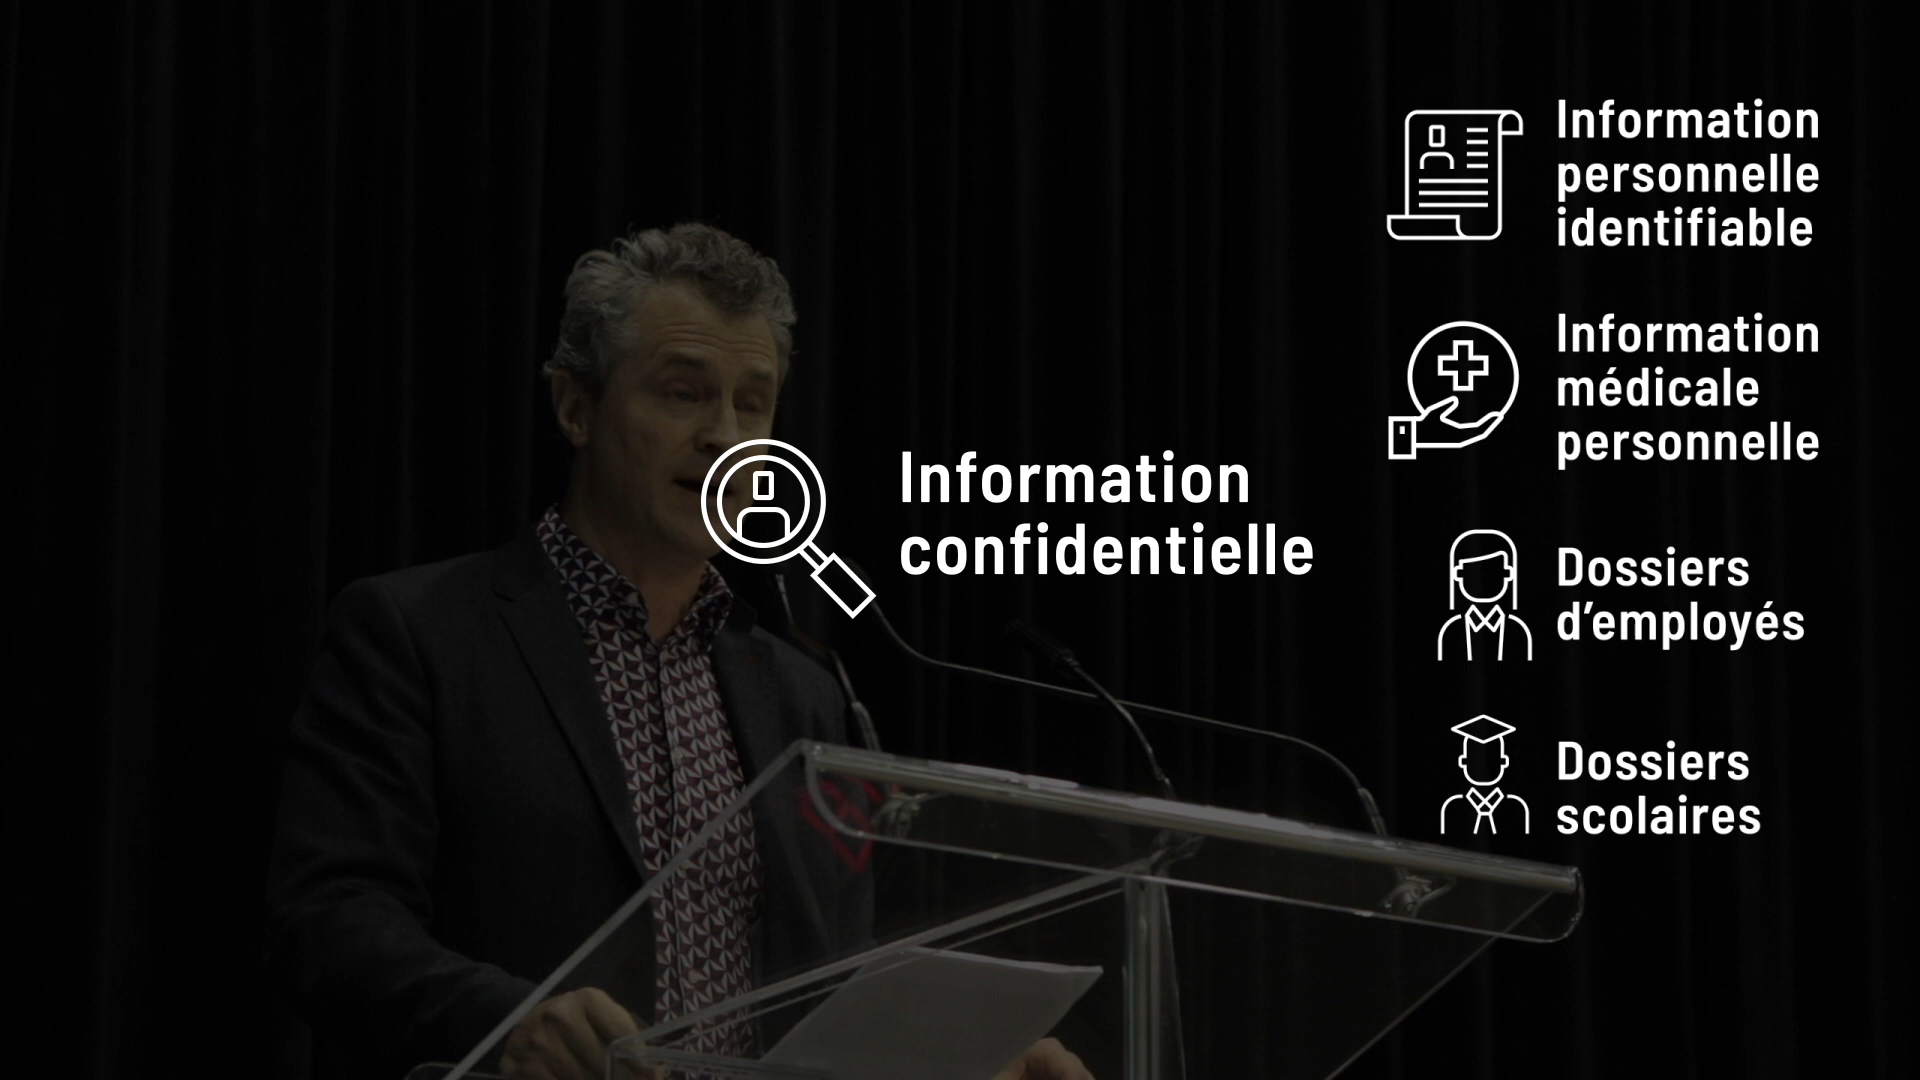 Information
confidentielle
Information
personnelle
identifiable
Information
médicale
personnelle
Dossiers
d’employés
Dossiers
scolaires